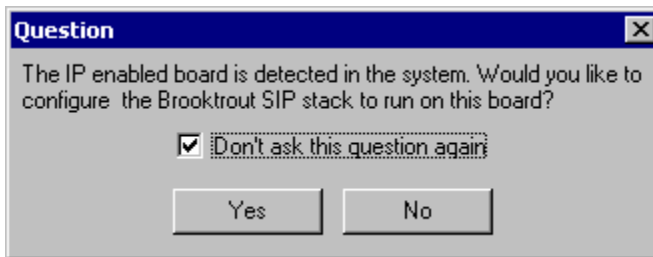 Question
The IP enabled board is detected in the system. Would you like to
configure the Brooktrout SIP stack to run on this board?
Don't ask this question again
Yes No